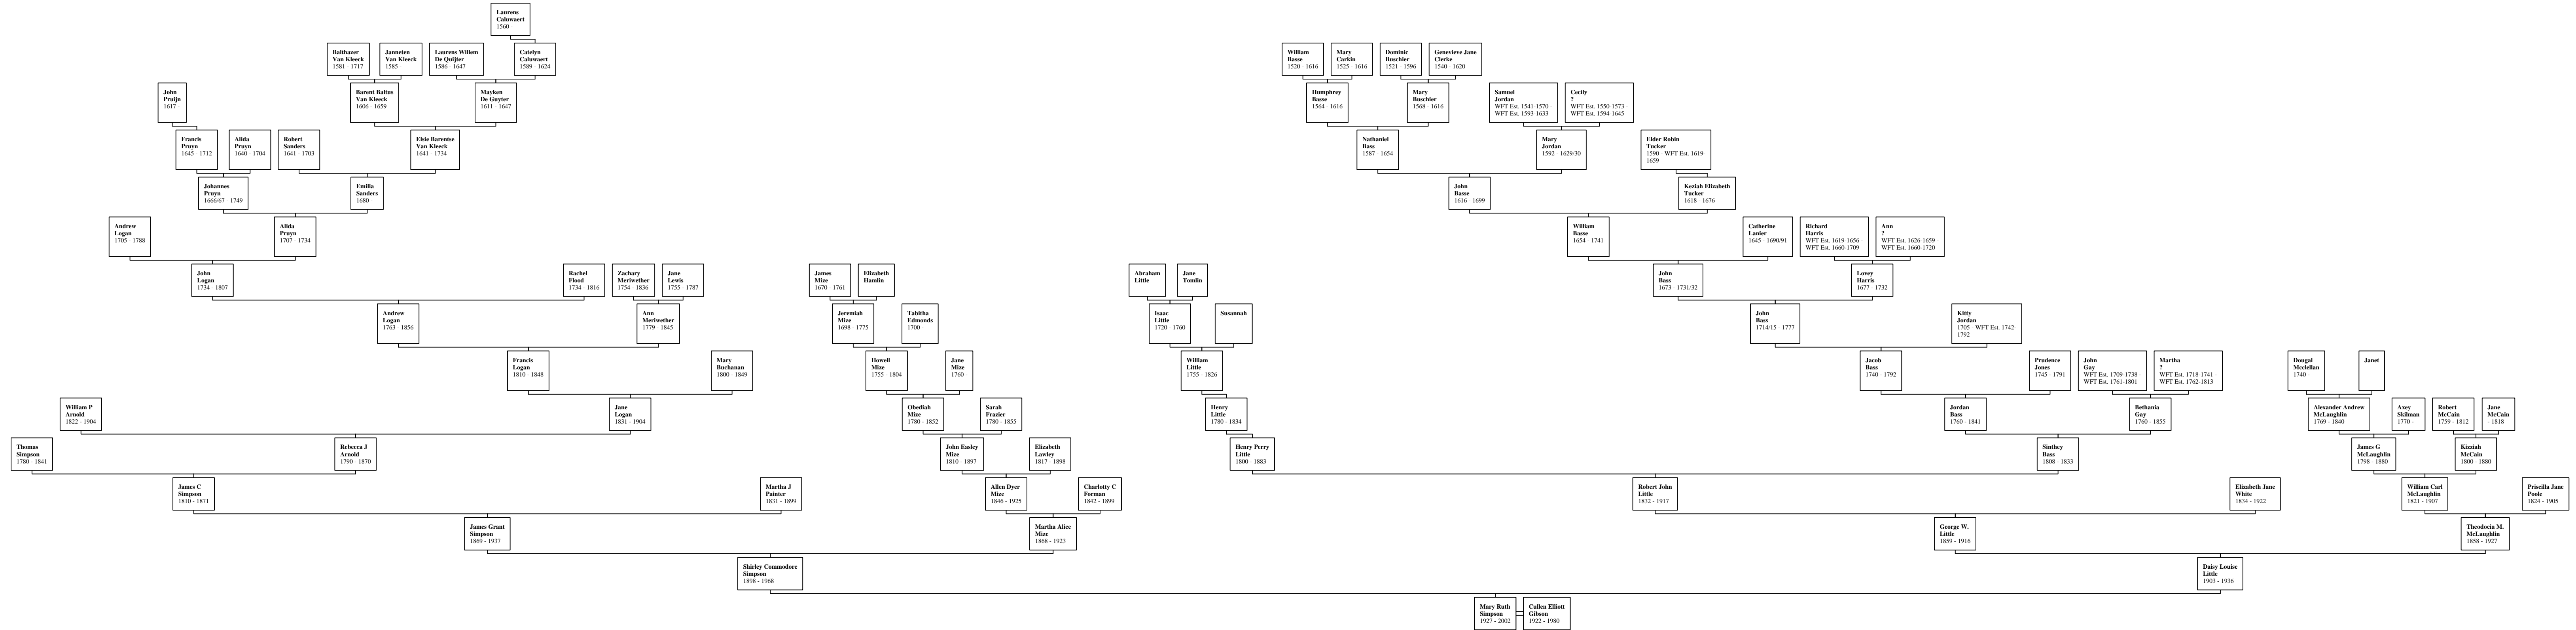 Laurens
Caluwaert
1560 -
Balthazer
Van Kleeck
1581 - 1717
Janneten
Van Kleeck
1585 -
Laurens Willem
De Quijter
1586 - 1647
Catelyn
Caluwaert
1589 - 1624
William
Basse
1520 - 1616
Mary
Carkin
1525 - 1616
Dominic
Buschier
1521 - 1596
Genevieve Jane
Clerke
1540 - 1620
John
Pruijn
1617 -
Barent Baltus
Van Kleeck
1606 - 1659
Mayken
De Guyter
1611 - 1647
Humphrey
Basse
1564 - 1616
Mary
Buschier
1568 - 1616
Samuel
Jordan
WFT Est. 1541-1570 -
WFT Est. 1593-1633
Cecily
?
WFT Est. 1550-1573 -
WFT Est. 1594-1645
Francis
Pruyn
1645 - 1712
Alida
Pruyn
1640 - 1704
Robert
Sanders
1641 - 1703
Elsie Barentse
Van Kleeck
1641 - 1734
Nathaniel
Bass
1587 - 1654
Mary
Jordan
1592 - 1629/30
Elder Robin
Tucker
1590 - WFT Est. 1619-
1659
Johannes
Pruyn
1666/67 - 1749
Emilia
Sanders
1680 -
John
Basse
1616 - 1699
Keziah Elizabeth
Tucker
1618 - 1676
Andrew
Logan
1705 - 1788
Alida
Pruyn
1707 - 1734
William
Basse
1654 - 1741
Catherine
Lanier
1645 - 1690/91
Richard
Harris
WFT Est. 1619-1656 -
WFT Est. 1660-1709
Ann
?
WFT Est. 1626-1659 -
WFT Est. 1660-1720
John
Logan
1734 - 1807
Rachel
Flood
1734 - 1816
Zachary
Meriwether
1754 - 1836
Jane
Lewis
1755 - 1787
James
Mize
1670 - 1761
Elizabeth
Hamlin
Abraham
Little
Jane
Tomlin
John
Bass
1673 - 1731/32
Lovey
Harris
1677 - 1732
Andrew
Logan
1763 - 1856
Ann
Meriwether
1779 - 1845
Jeremiah
Mize
1698 - 1775
Tabitha
Edmonds
1700 -
Isaac
Little
1720 - 1760
Susannah
John
Bass
1714/15 - 1777
Kitty
Jordan
1705 - WFT Est. 1742-
1792
Francis
Logan
1810 - 1848
Mary
Buchanan
1800 - 1849
Howell
Mize
1755 - 1804
Jane
Mize
1760 -
William
Little
1755 - 1826
Jacob
Bass
1740 - 1792
Prudence
Jones
1745 - 1791
John
Gay
WFT Est. 1709-1738 -
WFT Est. 1761-1801
Martha
?
WFT Est. 1718-1741 -
WFT Est. 1762-1813
Dougal
Mcclellan
1740 -
Janet
William P
Arnold
1822 - 1904
Jane
Logan
1831 - 1904
Obediah
Mize
1780 - 1852
Sarah
Frazier
1780 - 1855
Henry
Little
1780 - 1834
Jordan
Bass
1760 - 1841
Bethania
Gay
1760 - 1855
Alexander Andrew
McLaughlin
1769 - 1840
Axey
Skilman
1770 -
Robert
McCain
1759 - 1812
Jane
McCain
- 1818
Thomas
Simpson
1780 - 1841
Rebecca J
Arnold
1790 - 1870
John Easley
Mize
1810 - 1897
Elizabeth
Lawley
1817 - 1898
Henry Perry
Little
1800 - 1883
Sinthey
Bass
1808 - 1833
James G
McLaughlin
1798 - 1880
Kizziah
McCain
1800 - 1880
James C
Simpson
1810 - 1871
Martha J
Painter
1831 - 1899
Allen Dyer
Mize
1846 - 1925
Charlotty C
Forman
1842 - 1899
Robert John
Little
1832 - 1917
Elizabeth Jane
White
1834 - 1922
William Carl
McLaughlin
1821 - 1907
Priscilla Jane
Poole
1824 - 1905
James Grant
Simpson
1869 - 1937
Martha Alice
Mize
1868 - 1923
George W.
Little
1859 - 1916
Theodocia M.
McLaughlin
1858 - 1927
Shirley Commodore
Simpson
1898 - 1968
Daisy Louise
Little
1903 - 1936
Mary Ruth
Simpson
1927 - 2002
Cullen Elliott
Gibson
1922 - 1980